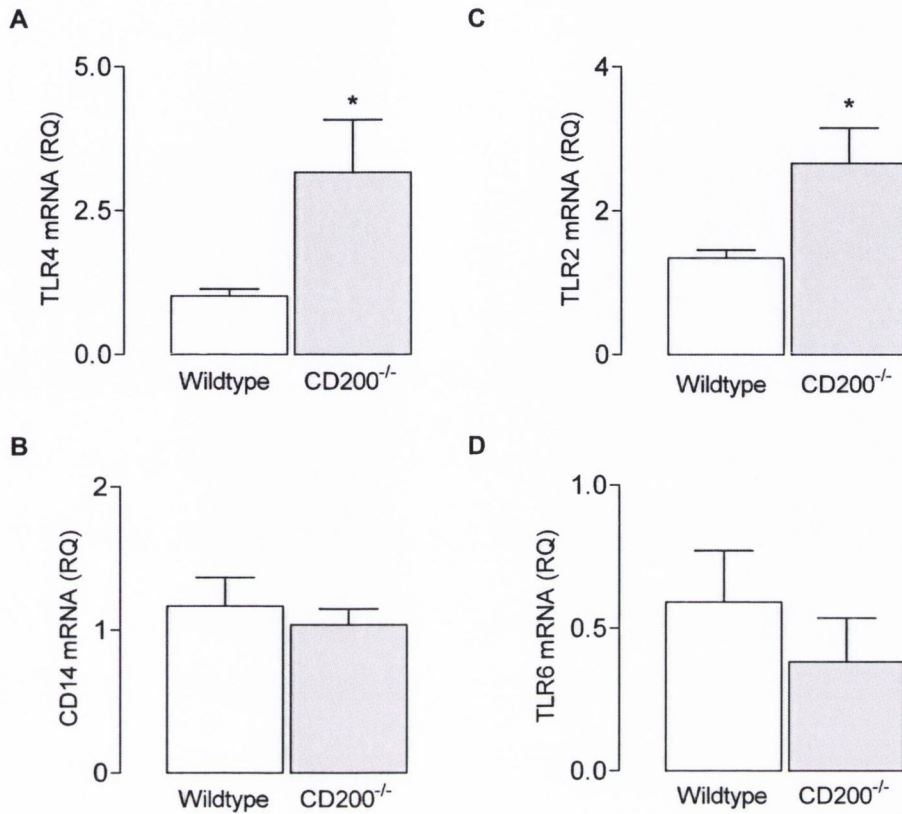 A
TLR4 mRNA (RQ)
5.0
2.5
0.0
*
Wildtype CD200-/-
C
TLR2 mRNA (RQ)
4
2
0
*
Wildtype CD200-/-
B
CD14 mRNA (RQ)
2
1
0
Wildtype CD200-/-
D
TLR6 mRNA (RQ)
1.0
0.5
0.0
Wildtype CD200-/-